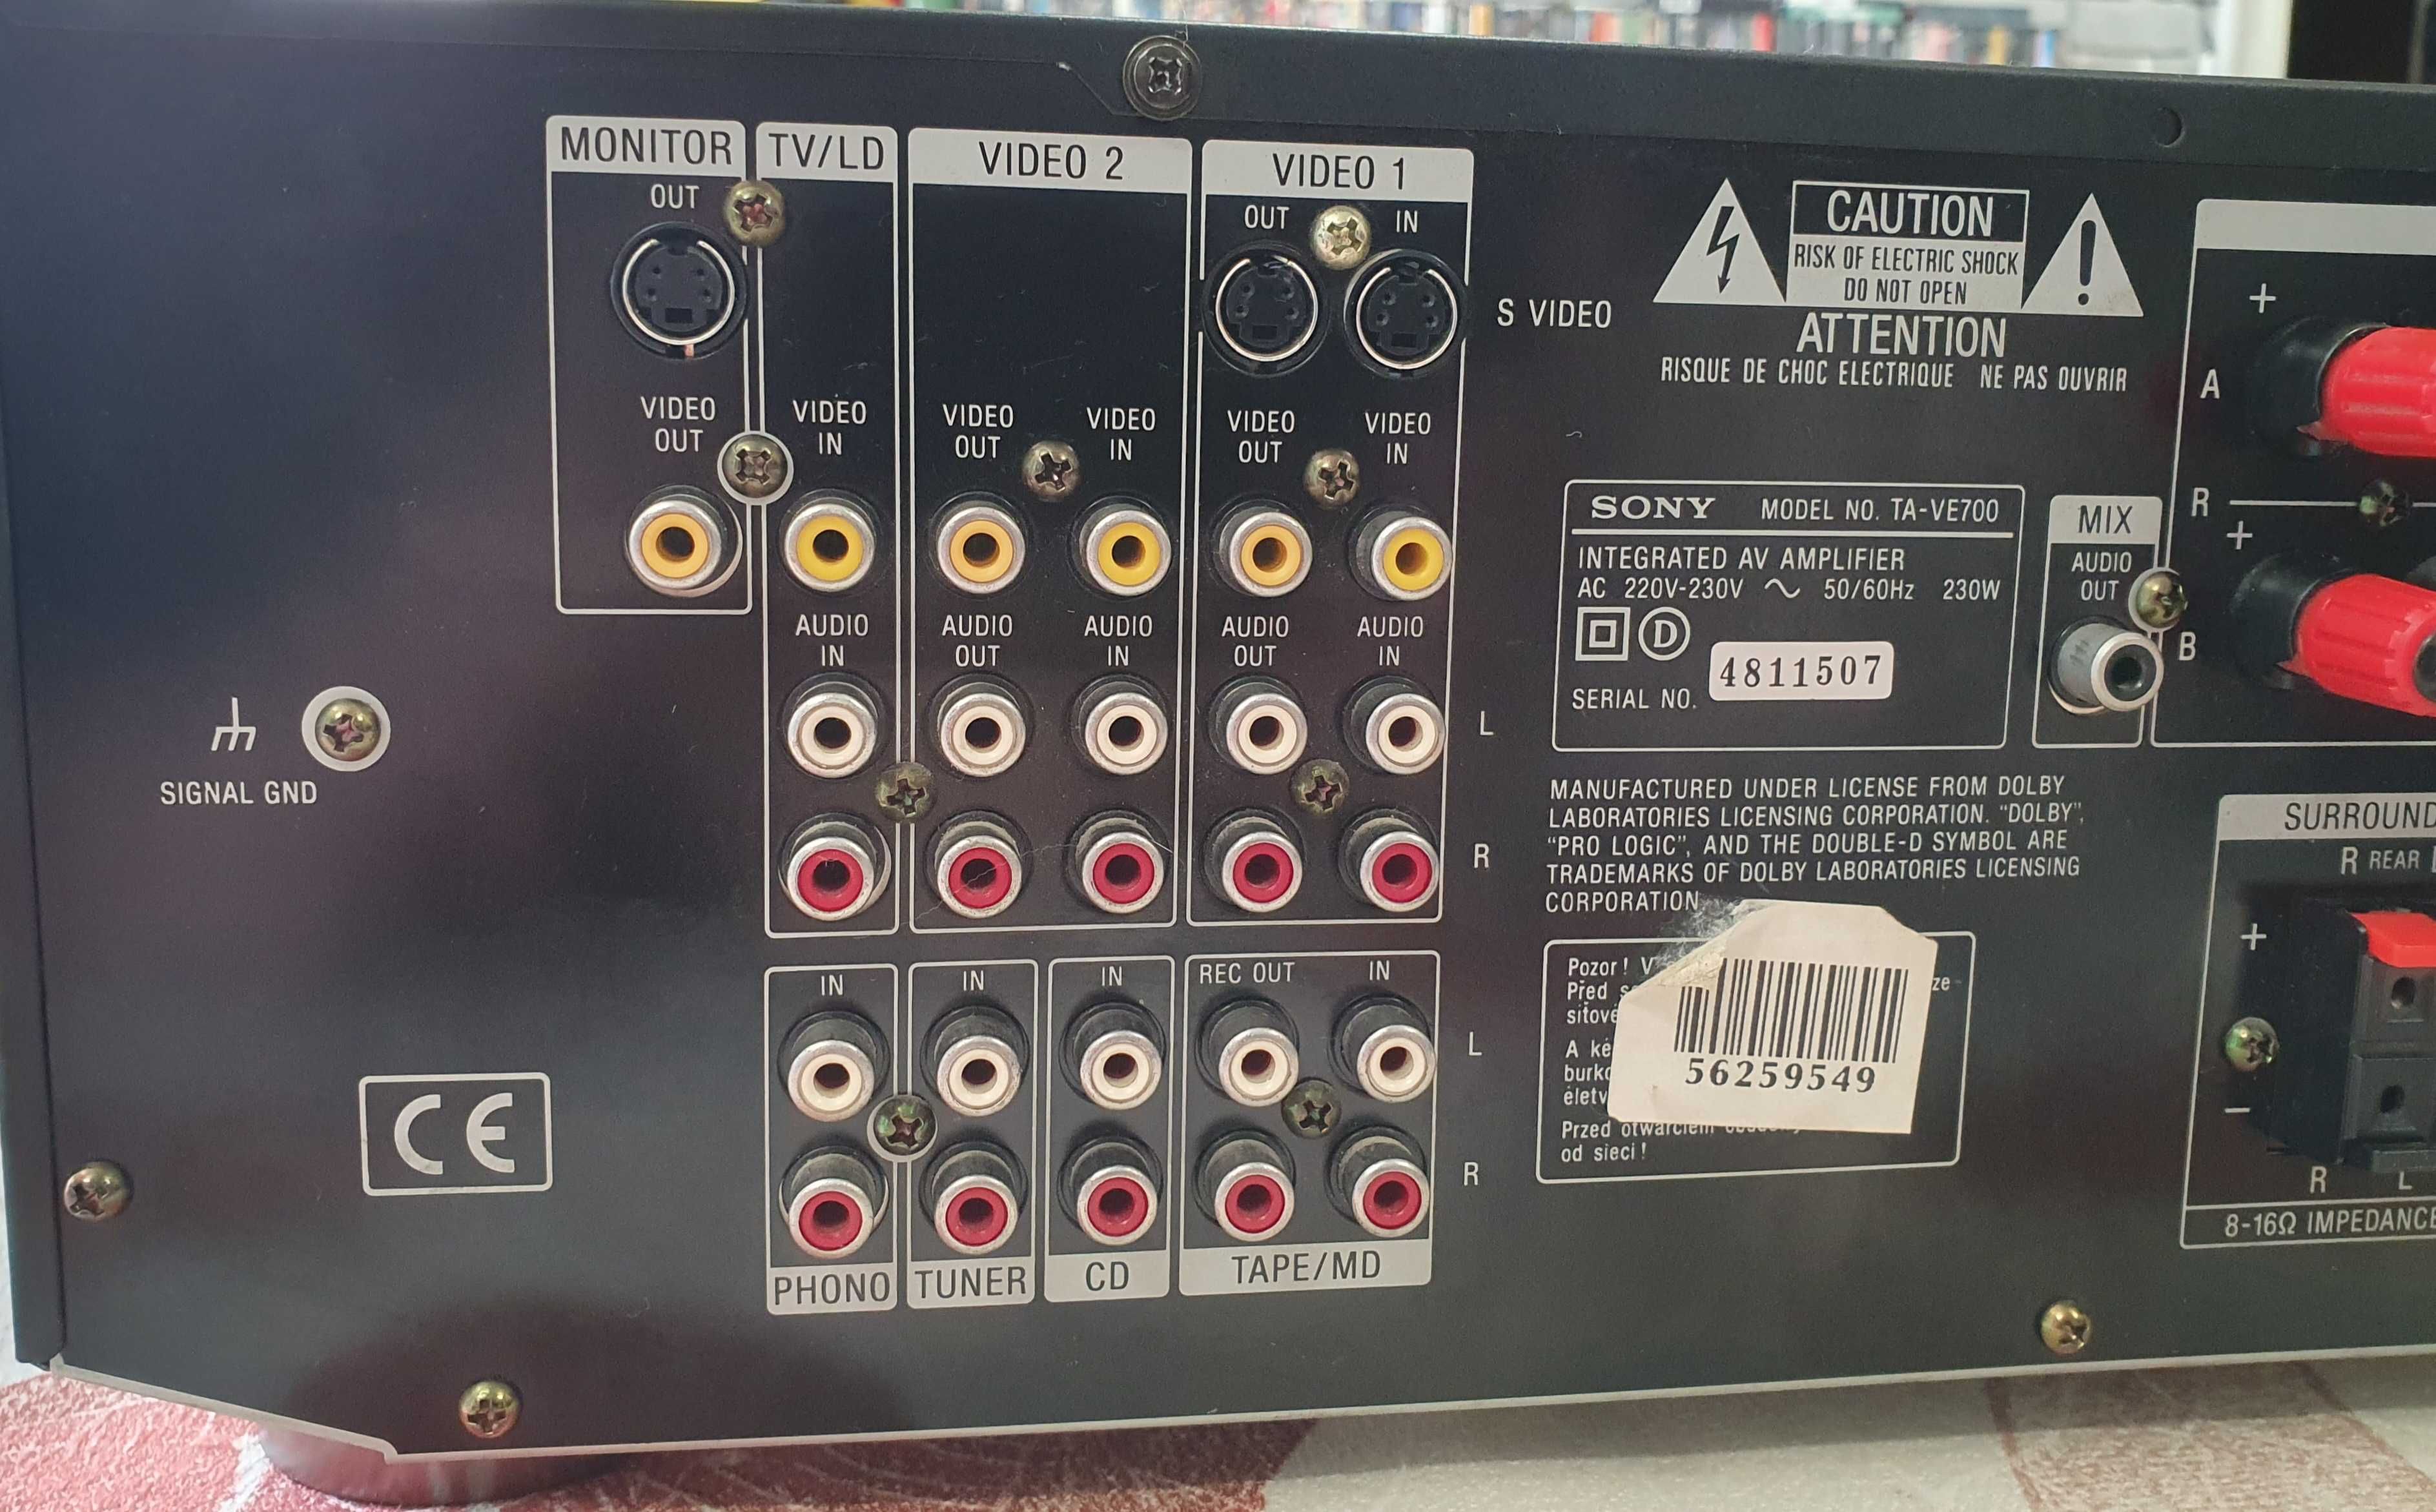 MONITOR
TV/LD
VIDEO 2
VIDEO 1
OUT
OUT
IN
S VIDEO
VIDEO
OUT
VIDEO
IN
VIDEO
OUT
VIDEO
IN
VIDEO
OUT
VIDEO
IN
AUDIO
IN
AUDIO
OUT
AUDIO
IN
AUDIO
OUT
AUDIO
IN
L
R
SIGNAL GND
CE
IN
IN
IN
REC OUT
IN
L
R
PHONO
TUNER
CD
TAPE/MD
CAUTION
RISK OF ELECTRIC SHOCK
DO NOT OPEN
ATTENTION
RISQUE DE CHOC ELECTRIQUE NE PAS OUVRIR
SONY MODEL NO. TA-VE700
INTEGRATED AV AMPLIFIER
AC 220V-230V ~ 50/60Hz 230W
D
4811507
SERIAL NO.
MIX
AUDIO
OUT
+
A
R
+
B
MANUFACTURED UNDER LICENSE FROM DOLBY
LABORATORIES LICENSING CORPORATION. “DOLBY”,
“PRO LOGIC”, AND THE DOUBLE-D SYMBOL ARE
TRADEMARKS OF DOLBY LABORATORIES LICENSING
CORPORATION.
Pozor!
Před
A
Przed otwarciem
od sieci!
56259549
SURROUND
R REAR
+
−
R L
8-16Ω IMPEDANCE